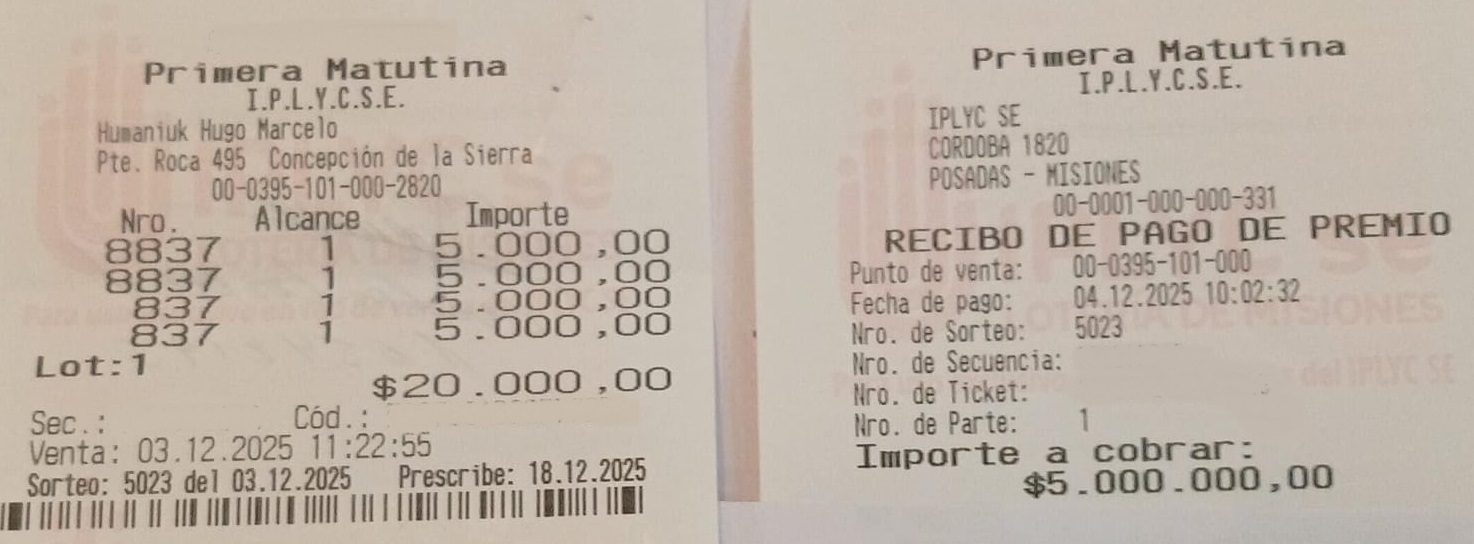 Primera Matutina
I.P.L.Y.C.S.E.
Humaniuk Hugo Marcelo
Pte. Roca 495 Concepción de la Sierra
00-0395-101-000-2820
Nro. Alcance Importe
8837 1 5.000,00
8837 1 5.000,00
837 1 5.000,00
837 1 5.000,00
Lot:1
$20.000,00
Sec.: Cód.:
Venta: 03.12.2025 11:22:55
Sorteo: 5023 del 03.12.2025 Prescribe: 18.12.2025
Primera Matutina
I.P.L.Y.C.S.E.
IPLYC SE
CORDOBA 1820
POSADAS - MISIONES
00-0001-000-000-331
RECIBO DE PAGO DE PREMIO
Punto de venta: 00-0395-101-000
Fecha de pago: 04.12.2025 10:02:32
Nro. de Sorteo: 5023
Nro. de Secuencia:
Nro. de Ticket:
Nro. de Parte: 1
Importe a cobrar:
$5.000.000,00